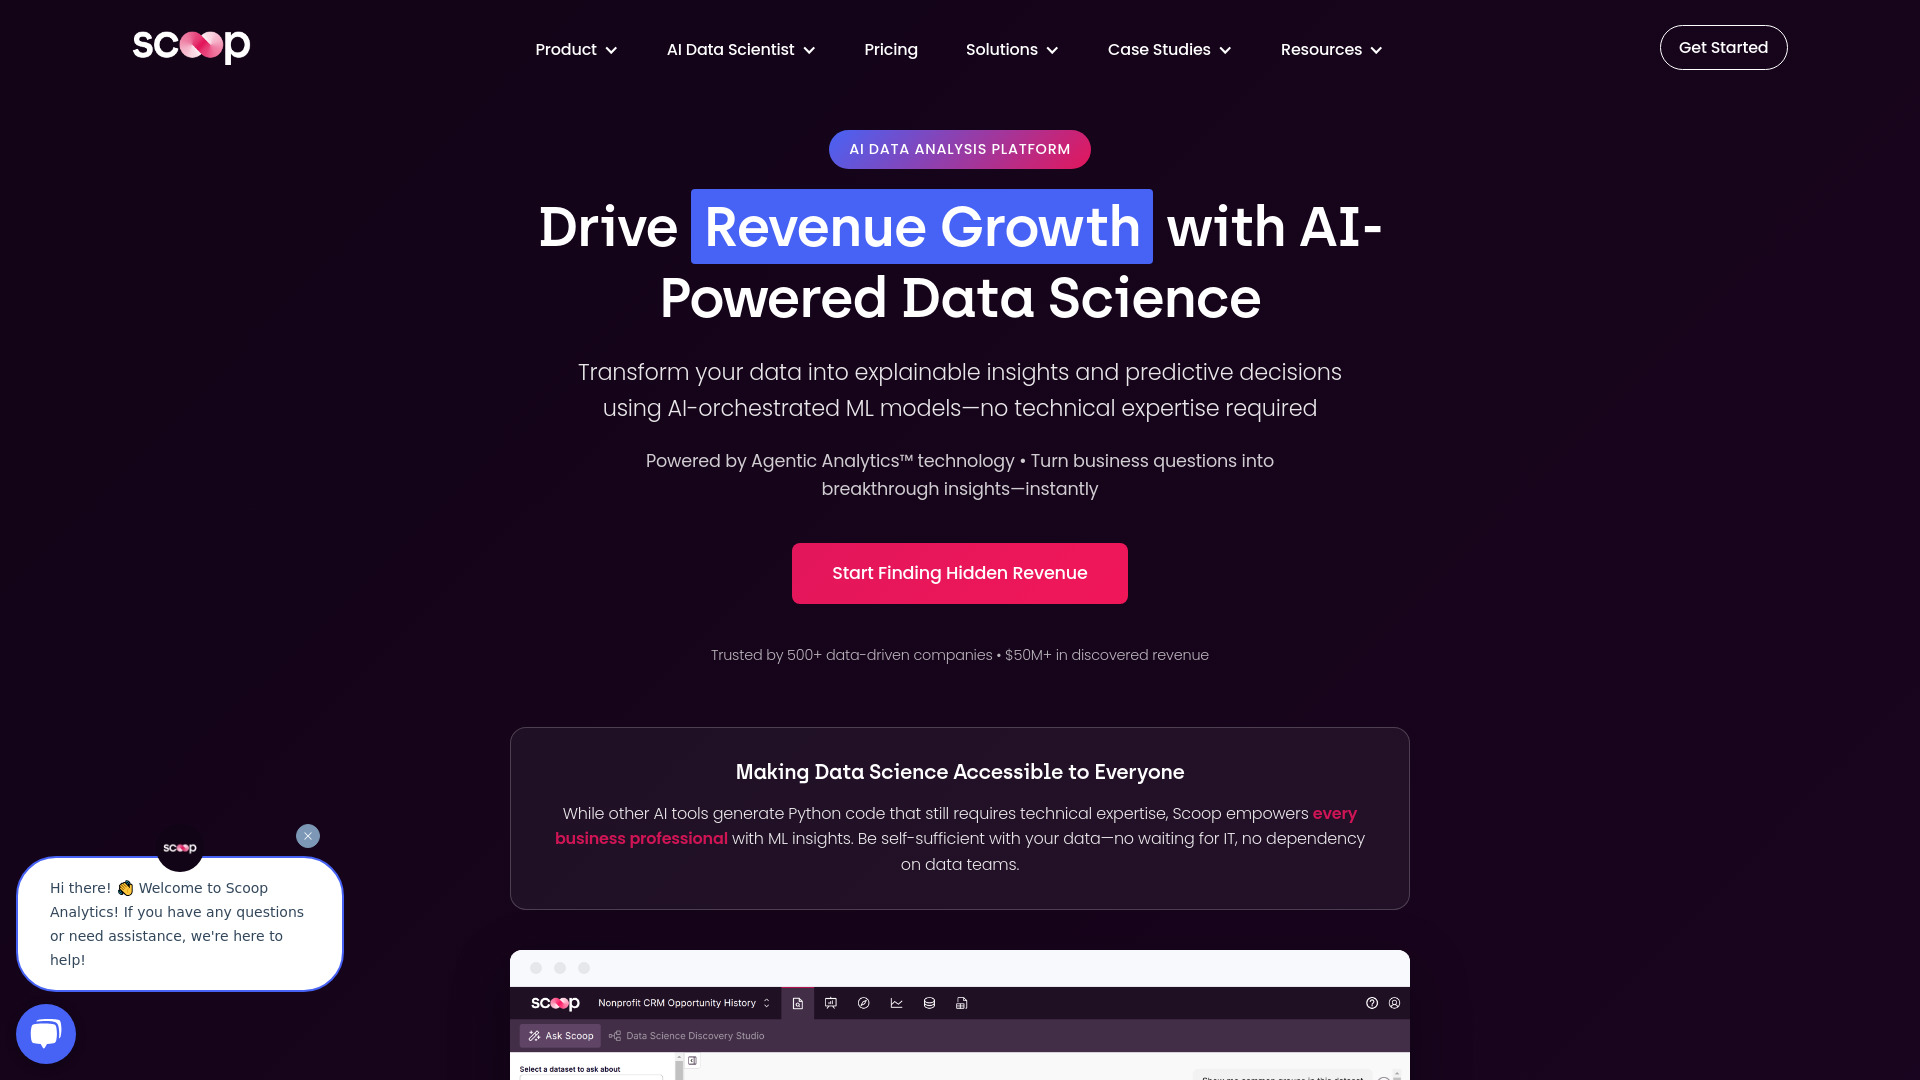 scoop
Product
AI Data Scientist
Pricing
Solutions
Case Studies
Resources
Get Started
AI DATA ANALYSIS PLATFORM
Drive Revenue Growth with AI-
Powered Data Science
Transform your data into explainable insights and predictive decisions
using AI-orchestrated ML models—no technical expertise required
Powered by Agentic Analytics™ technology • Turn business questions into
breakthrough insights—instantly
Start Finding Hidden Revenue
Trusted by 500+ data-driven companies • $50M+ in discovered revenue
Making Data Science Accessible to Everyone
While other AI tools generate Python code that still requires technical expertise, Scoop empowers every
business professional with ML insights. Be self-sufficient with your data—no waiting for IT, no dependency
on data teams.
scoop
Hi there! 👏 Welcome to Scoop
Analytics! If you have any questions
or need assistance, we're here to
help!
scoop
Nonprofit CRM Opportunity History
Ask Scoop
Data Science Discovery Studio
Select a dataset to ask about